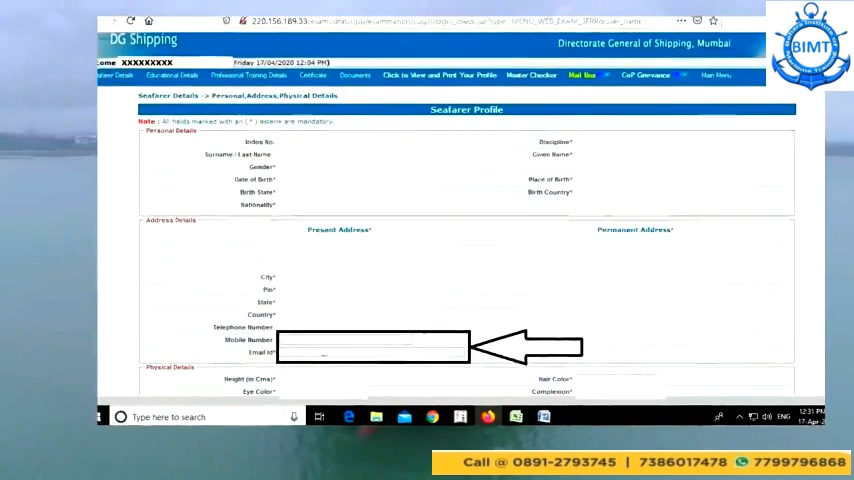 220.156.189.33
DG Shipping
Directorate General of Shipping, Mumbai
come XXXXXXXXX Friday 17/04/2020 12:04 PM)
Seafarer Details Educational Details Professional Training Details Certificate Documents Click to View and Print Your Profile Master Checker Mail Box CoP Grievance Main Menu
Seafarer Details -> Personal,Address,Physical Details
Seafarer Profile
Note : All fields marked with an ( * ) asterix are mandatory.
Personal Details
Indos No. Discipline*
Surname / Last Name Given Name*
Gender*
Date of Birth* Place of Birth*
Birth State* Birth Country*
Nationality*
Address Details
Present Address* Permanent Address*
City*
Pin*
State*
Country*
Telephone Number
Mobile Number
Email Id*
Physical Details
Height (in Cms)* Hair Color*
Eye Color* Complexion*
Type here to search
ENG
12:31 PM
17-Apr-2
BIMT
Call @ 0891-2793745 | 7386017478 7799796868